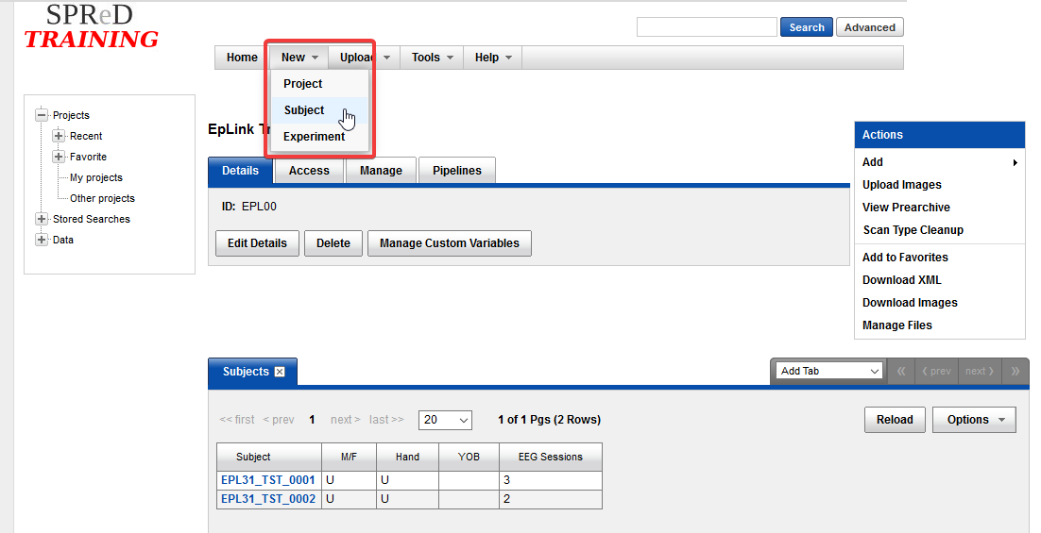 SPReD
TRAINING
Search Advanced
Home New Upload Tools Help
Project
Subject
Experiment
Projects
Recent
Favorite
My projects
Other projects
Stored Searches
Data
EpLink
Details Access Manage Pipelines
ID: EPL00
Edit Details Delete Manage Custom Variables
Actions
Add
Upload Images
View Prearchive
Scan Type Cleanup
Add to Favorites
Download XML
Download Images
Manage Files
Subjects
Add Tab « ‹ prev next › »
<< first < prev 1 next > last >> 20 1 of 1 Pgs (2 Rows)
Reload Options
Subject M/F Hand YOB EEG Sessions
EPL31_TST_0001 U U 3
EPL31_TST_0002 U U 2